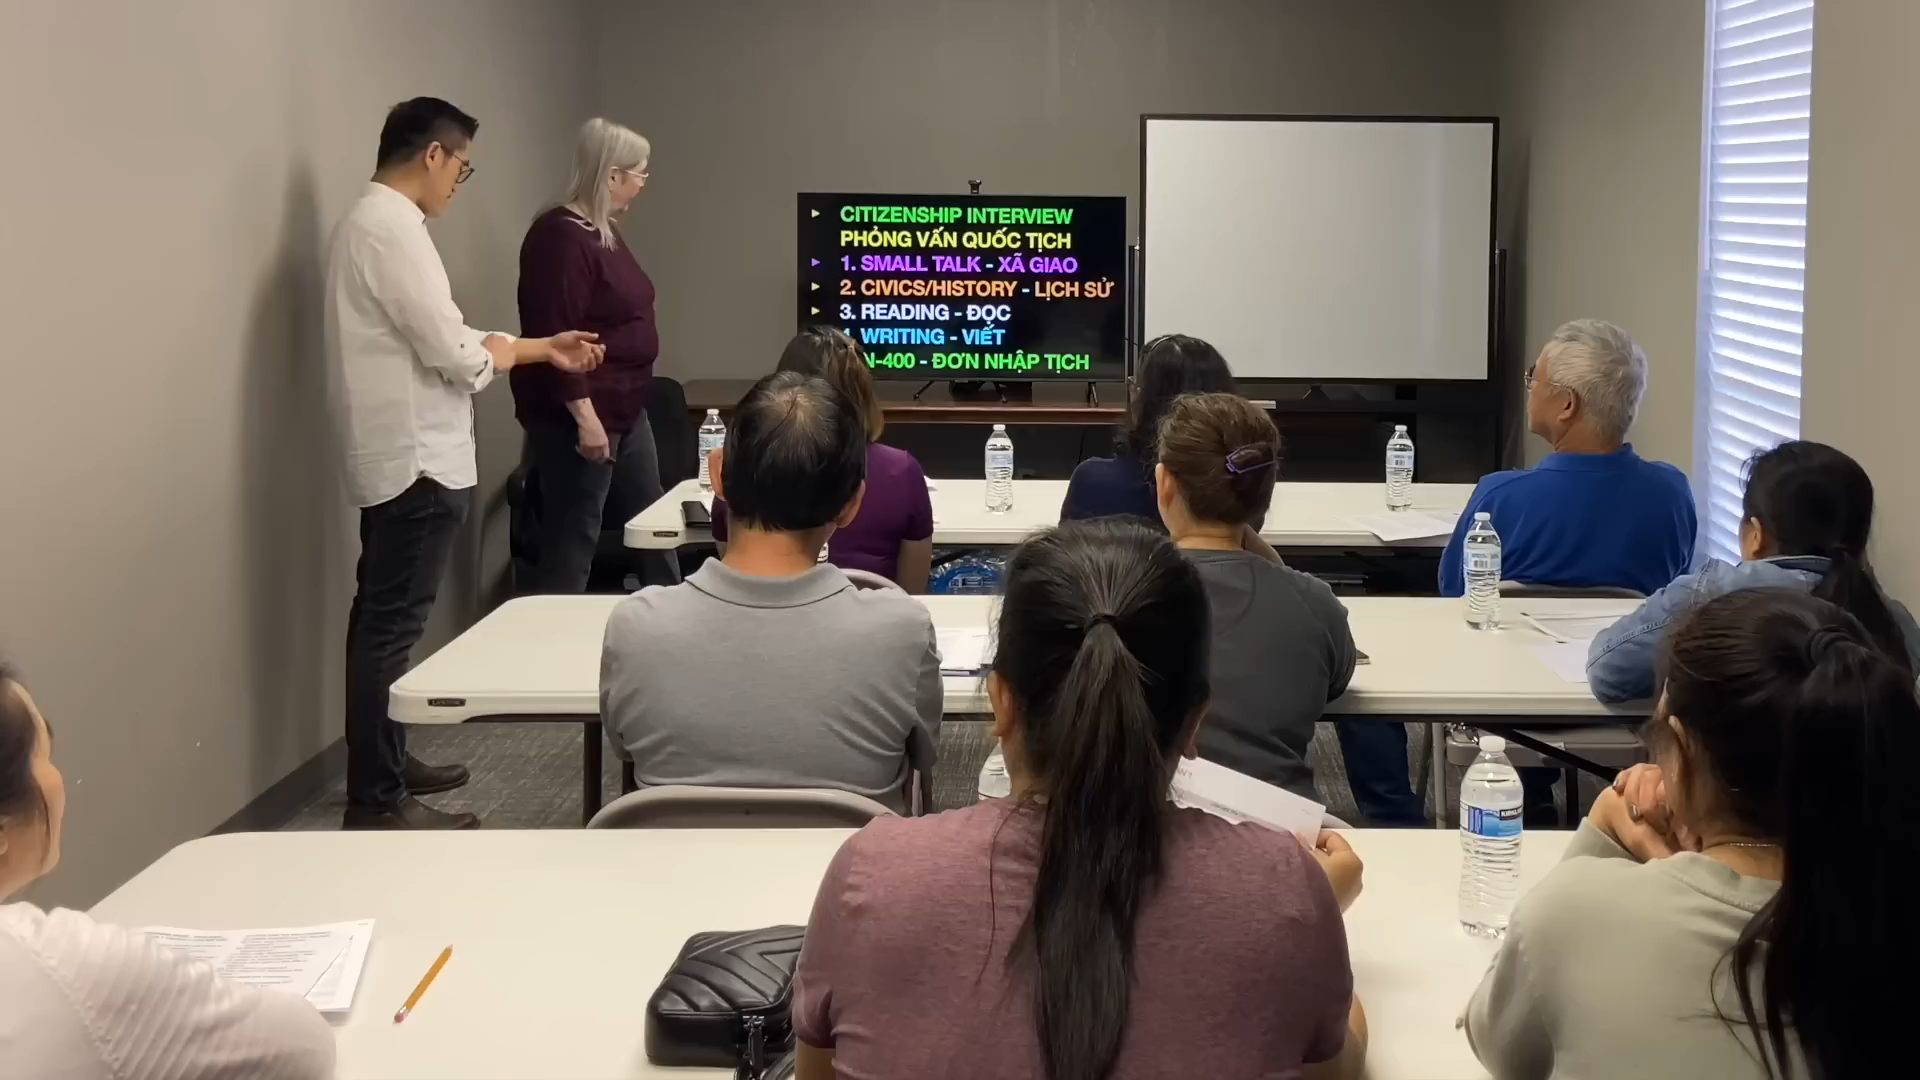 CITIZENSHIP INTERVIEW
PHỎNG VẤN QUỐC TỊCH
1. SMALL TALK - XÃ GIAO
2. CIVICS/HISTORY - LỊCH SỬ
3. READING - ĐỌC
WRITING - VIẾT
N-400 - ĐƠN NHẬP TỊCH